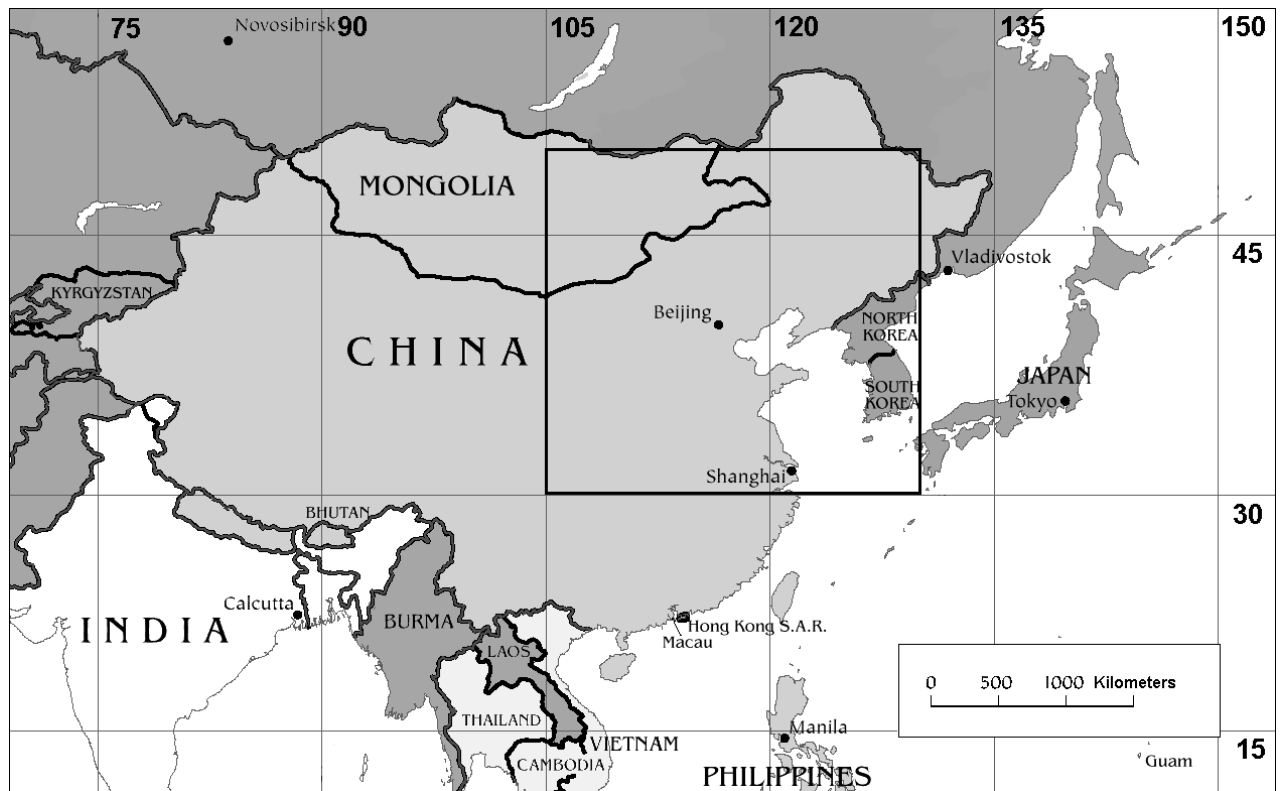 75
Novosibirsk
90
105
120
135
150
MONGOLIA
45
Vladivostok
KYRGYZSTAN
Beijing
NORTH
KOREA
CHINA
JAPAN
SOUTH
KOREA
Tokyo
Shanghai
BHUTAN
30
Calcutta
BURMA
INDIA
Hong Kong S.A.R.
Macau
LAOS
0 500 1000 Kilometers
THAILAND
Manila
VIETNAM
15
CAMBODIA
Guam
PHILIPPINES